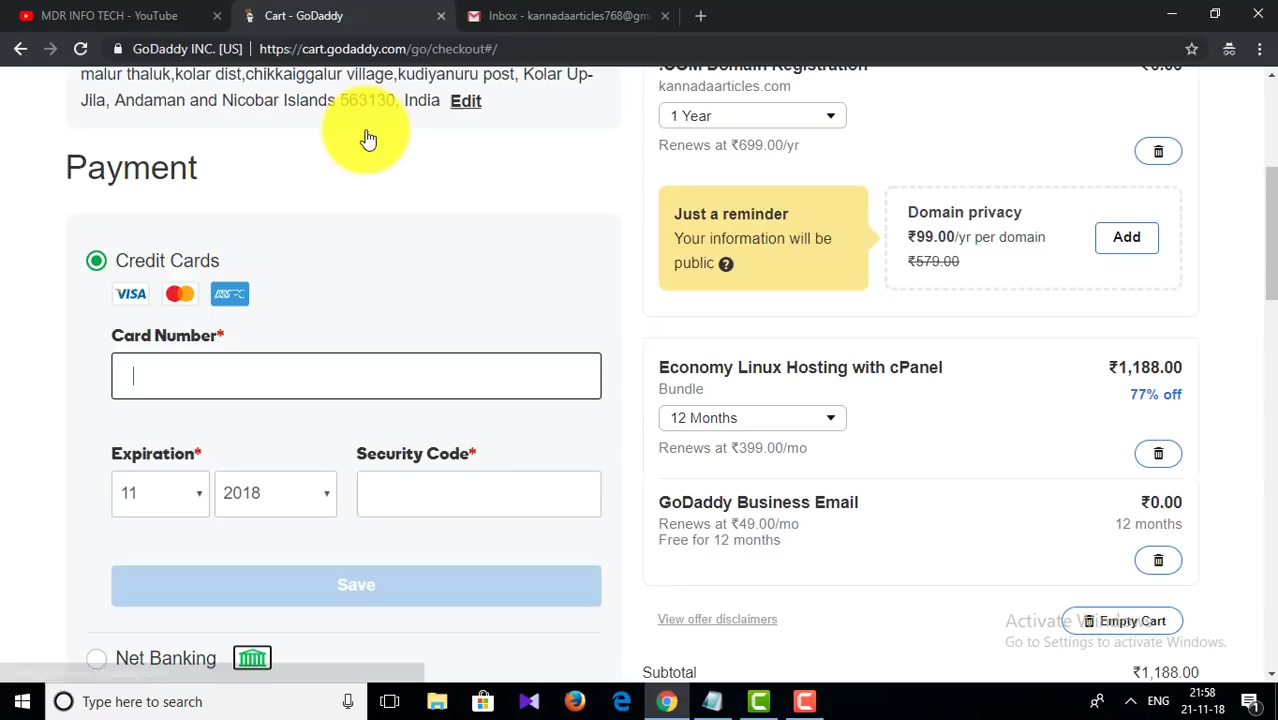 MDR INFO TECH - YouTube
Cart - GoDaddy
Inbox - kannadaarticles768@gm
GoDaddy INC. [US]
https://cart.godaddy.com/go/checkout#/
malur thaluk,kolar dist,chikkaiggalur village,kudiyanuru post, Kolar Up-
Jila, Andaman and Nicobar Islands 563130, India Edit
Payment
Credit Cards
VISA
Card Number*
Expiration*
Security Code*
11
2018
Save
Net Banking
.COM Domain Registration
₹0.00
kannadaarticles.com
1 Year
Renews at ₹699.00/yr
Just a reminder
Your information will be
public ?
Domain privacy
₹99.00/yr per domain
₹579.00
Add
Economy Linux Hosting with cPanel
₹1,188.00
Bundle
77% off
12 Months
Renews at ₹399.00/mo
GoDaddy Business Email
₹0.00
Renews at ₹49.00/mo
12 months
Free for 12 months
View offer disclaimers
Empty Cart
Activate Windows
Go to Settings to activate Windows.
Subtotal
₹1,188.00
Type here to search
ENG
21:58
21-11-18
1